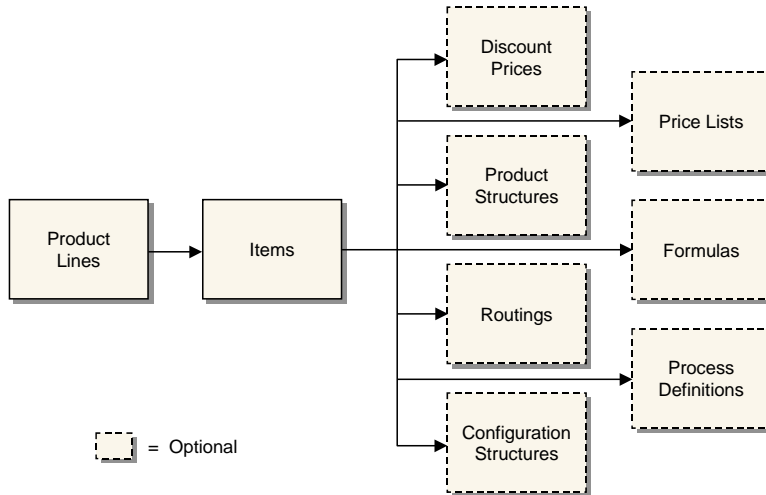 Discount
Prices
Price Lists
Product
Structures
Product
Lines
Items
Formulas
Routings
Process
Definitions
Configuration
Structures
= Optional